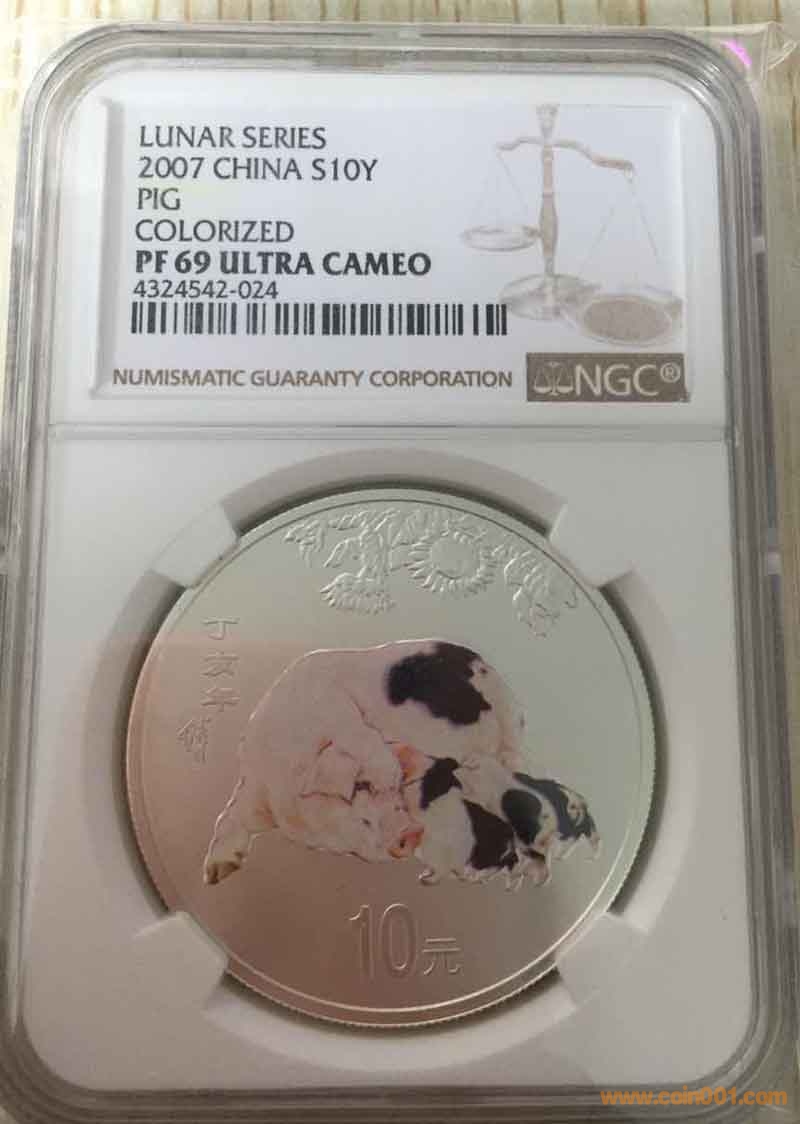 LUNAR SERIES
2007 CHINA S10Y
PIG
COLORIZED
PF 69 ULTRA CAMEO
4324542-024
NUMISMATIC GUARANTY CORPORATION
NGC®
丁亥年
10元
www.coin001.com